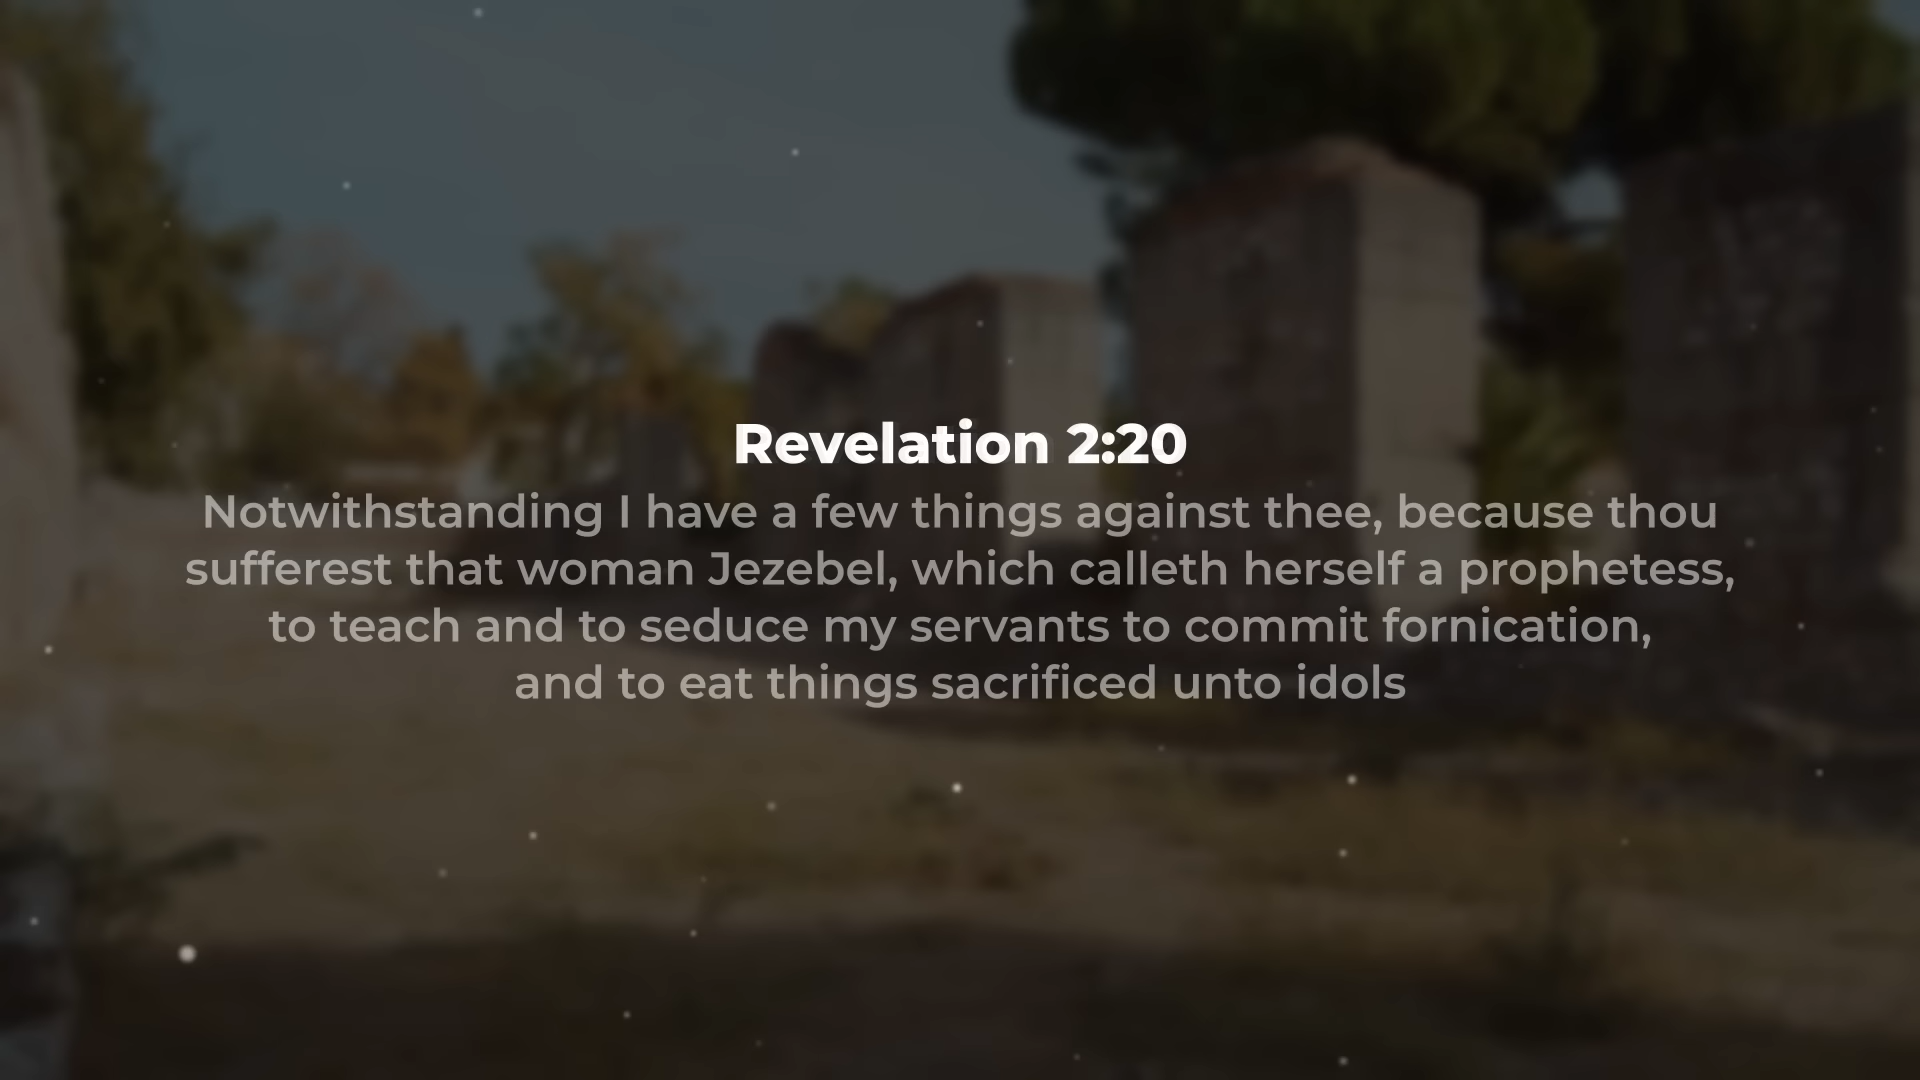 Revelation 2:20
Notwithstanding I have a few things against thee, because thou
sufferest that woman Jezebel, which calleth herself a prophetess,
to teach and to seduce my servants to commit fornication,
and to eat things sacrificed unto idols